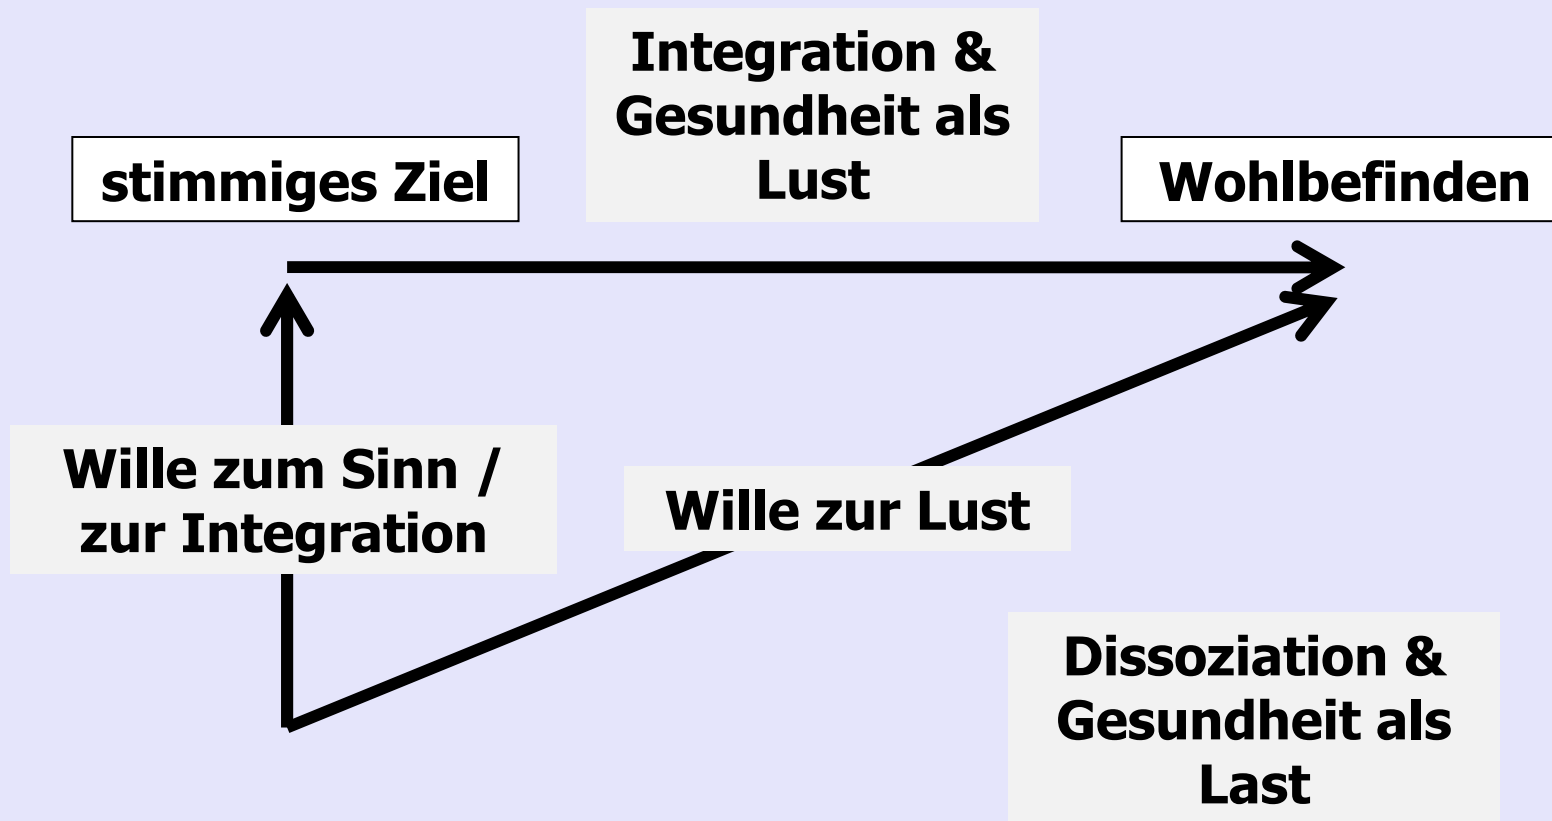 Integration &
Gesundheit als
Lust
stimmiges Ziel
Wohlbefinden
Wille zum Sinn /
zur Integration
Wille zur Lust
Dissoziation &
Gesundheit als
Last